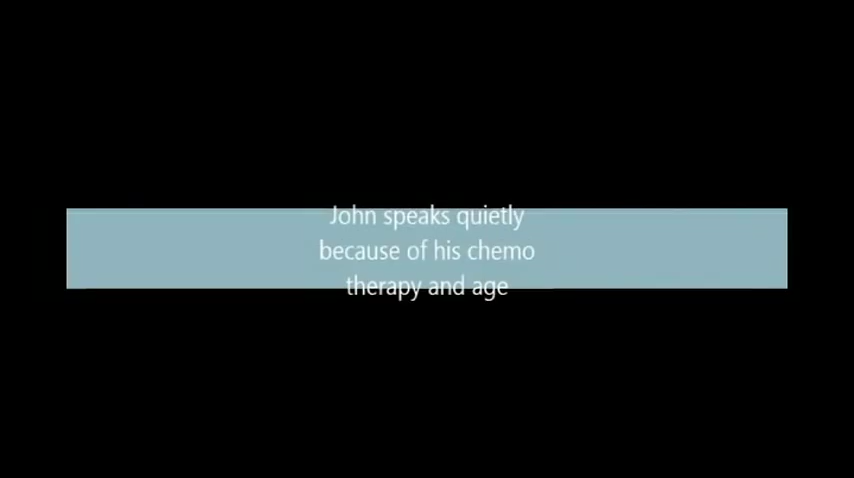 John speaks quietly
because of his chemo
therapy and age